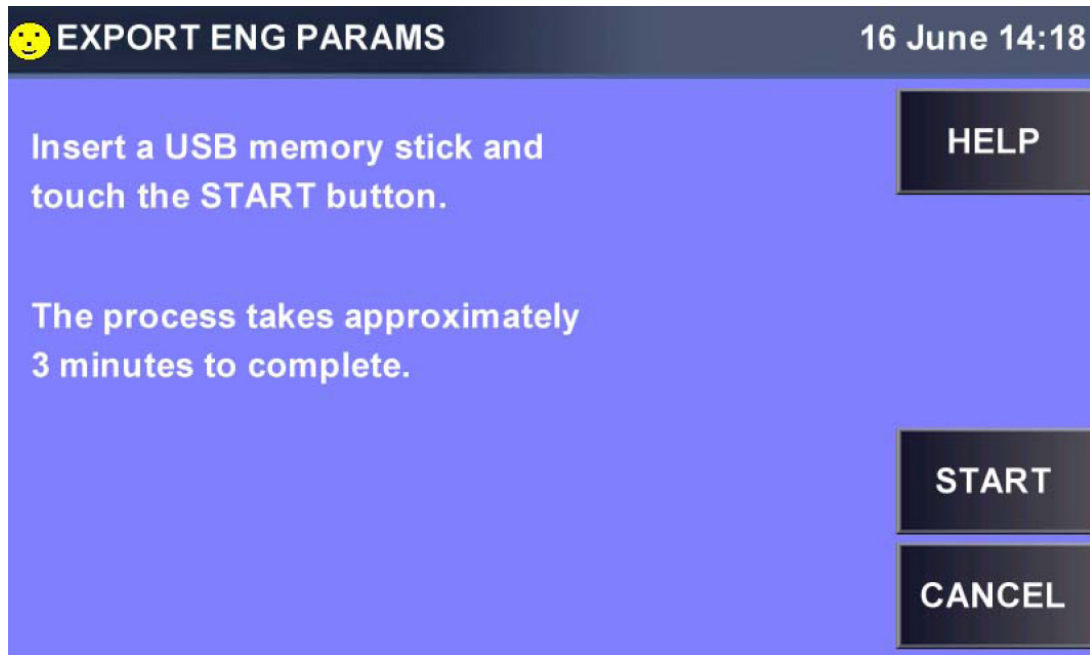 EXPORT ENG PARAMS
16 June 14:18
Insert a USB memory stick and
touch the START button.
The process takes approximately
3 minutes to complete.
HELP
START
CANCEL